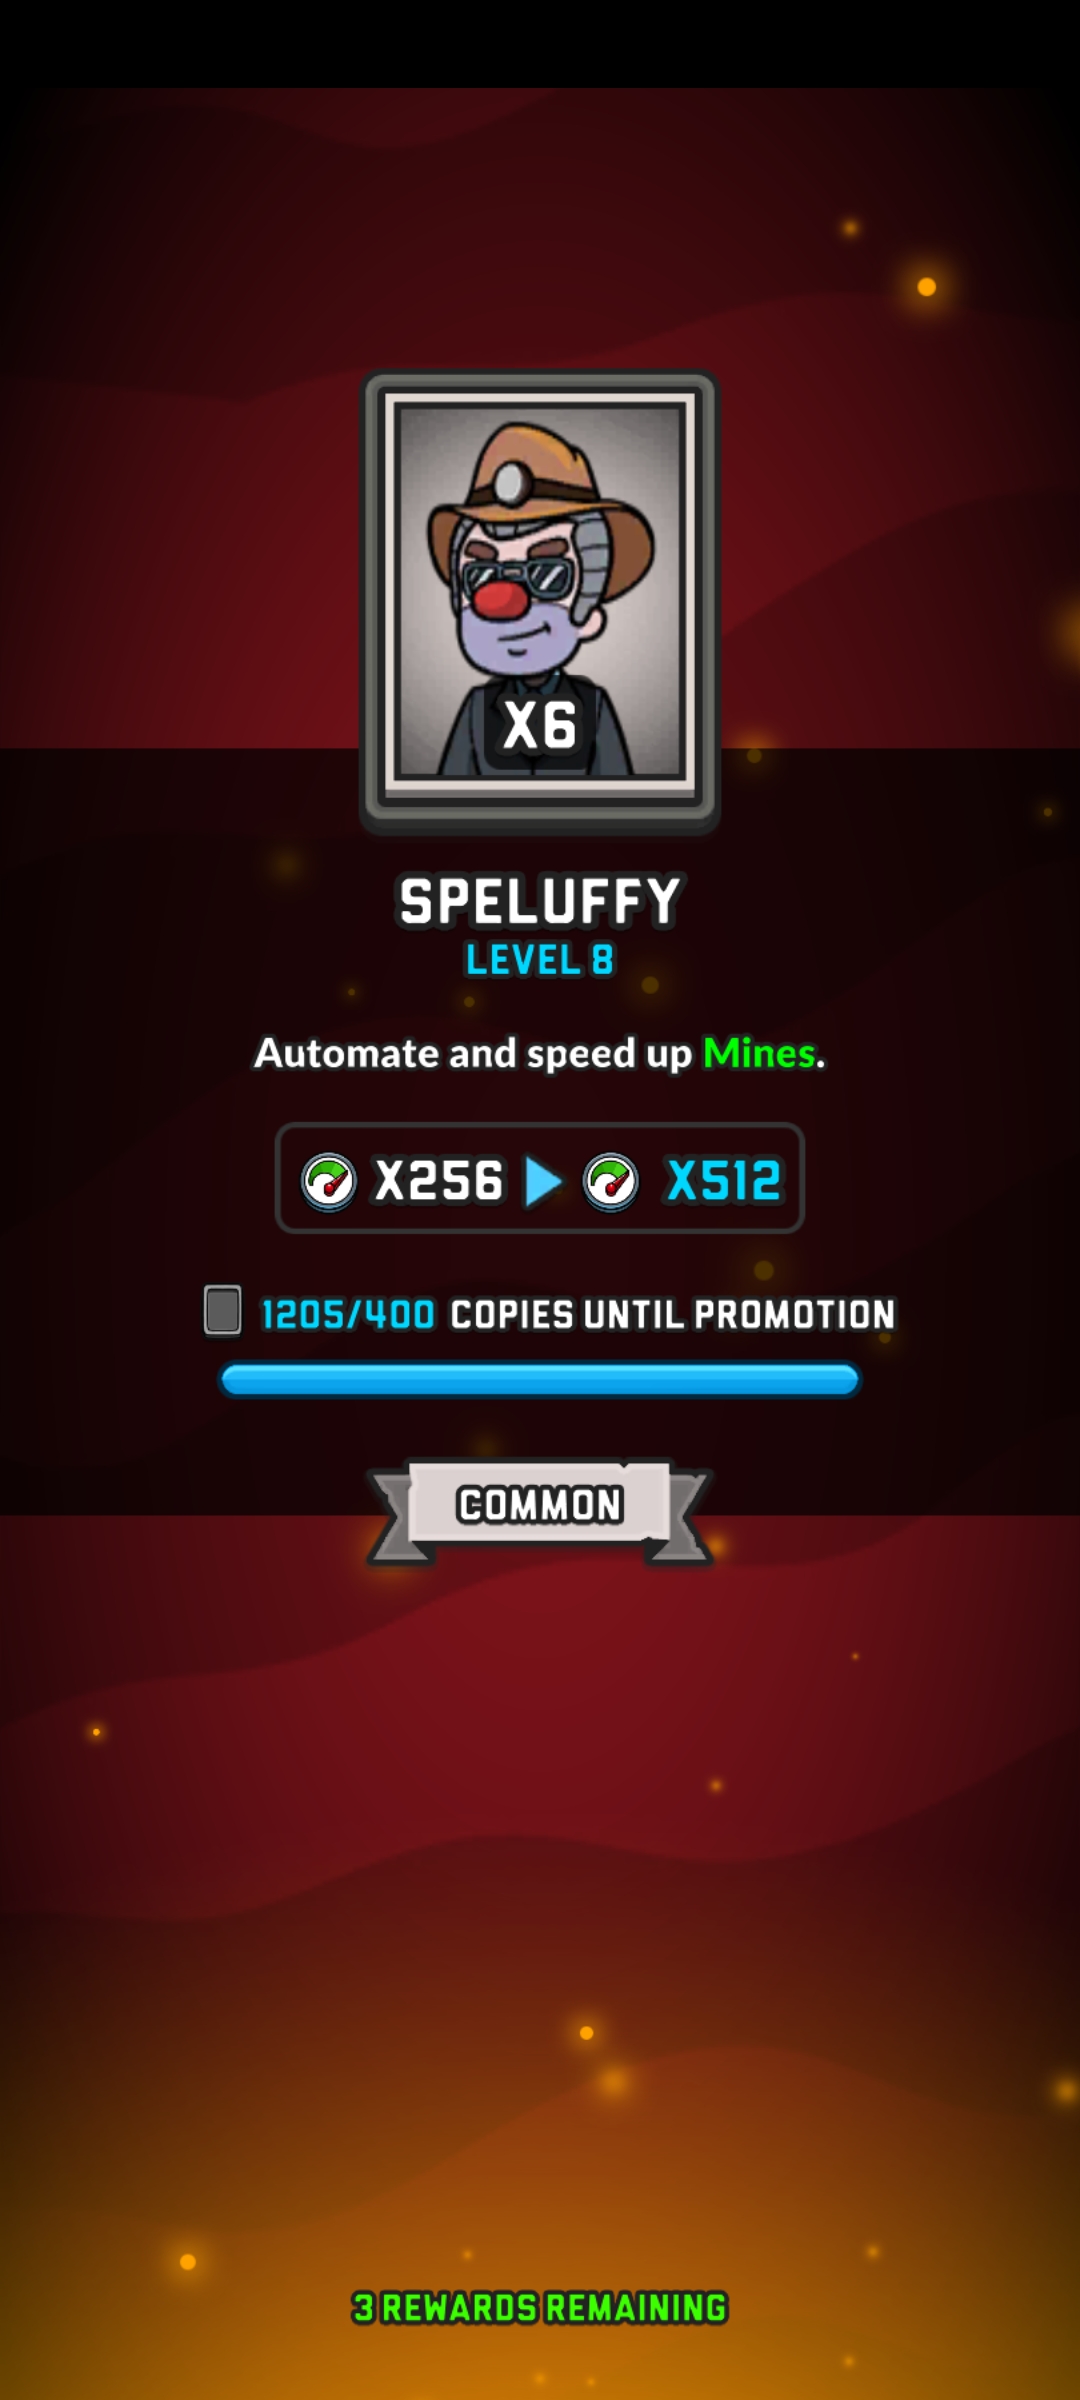 X6
SPELUFFY
LEVEL 8
Automate and speed up Mines.
X256 X512
1205/400 COPIES UNTIL PROMOTION
COMMON
3 REWARDS REMAINING